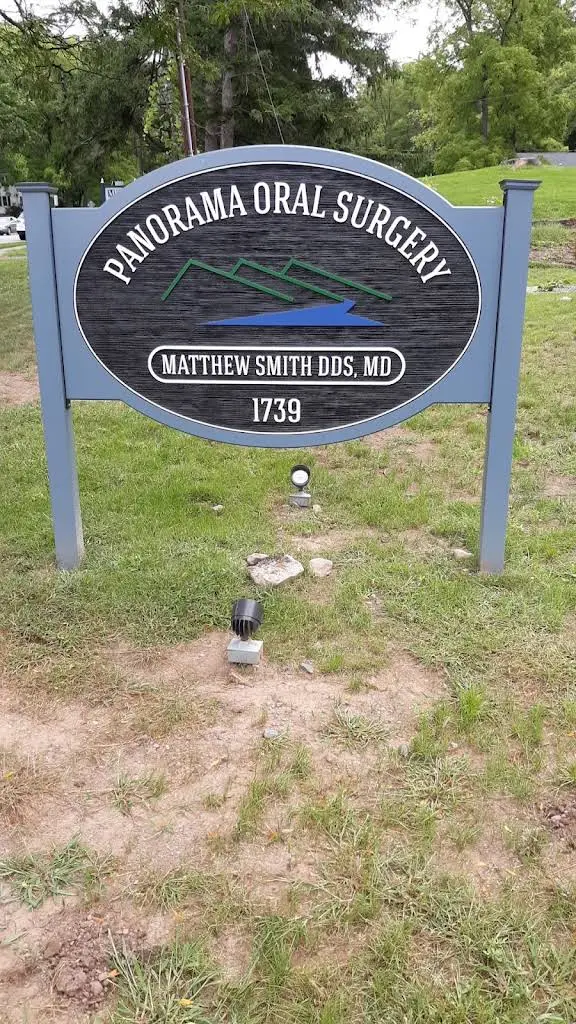 PANORAMA ORAL SURGERY
MATTHEW SMITH DDS, MD
1739